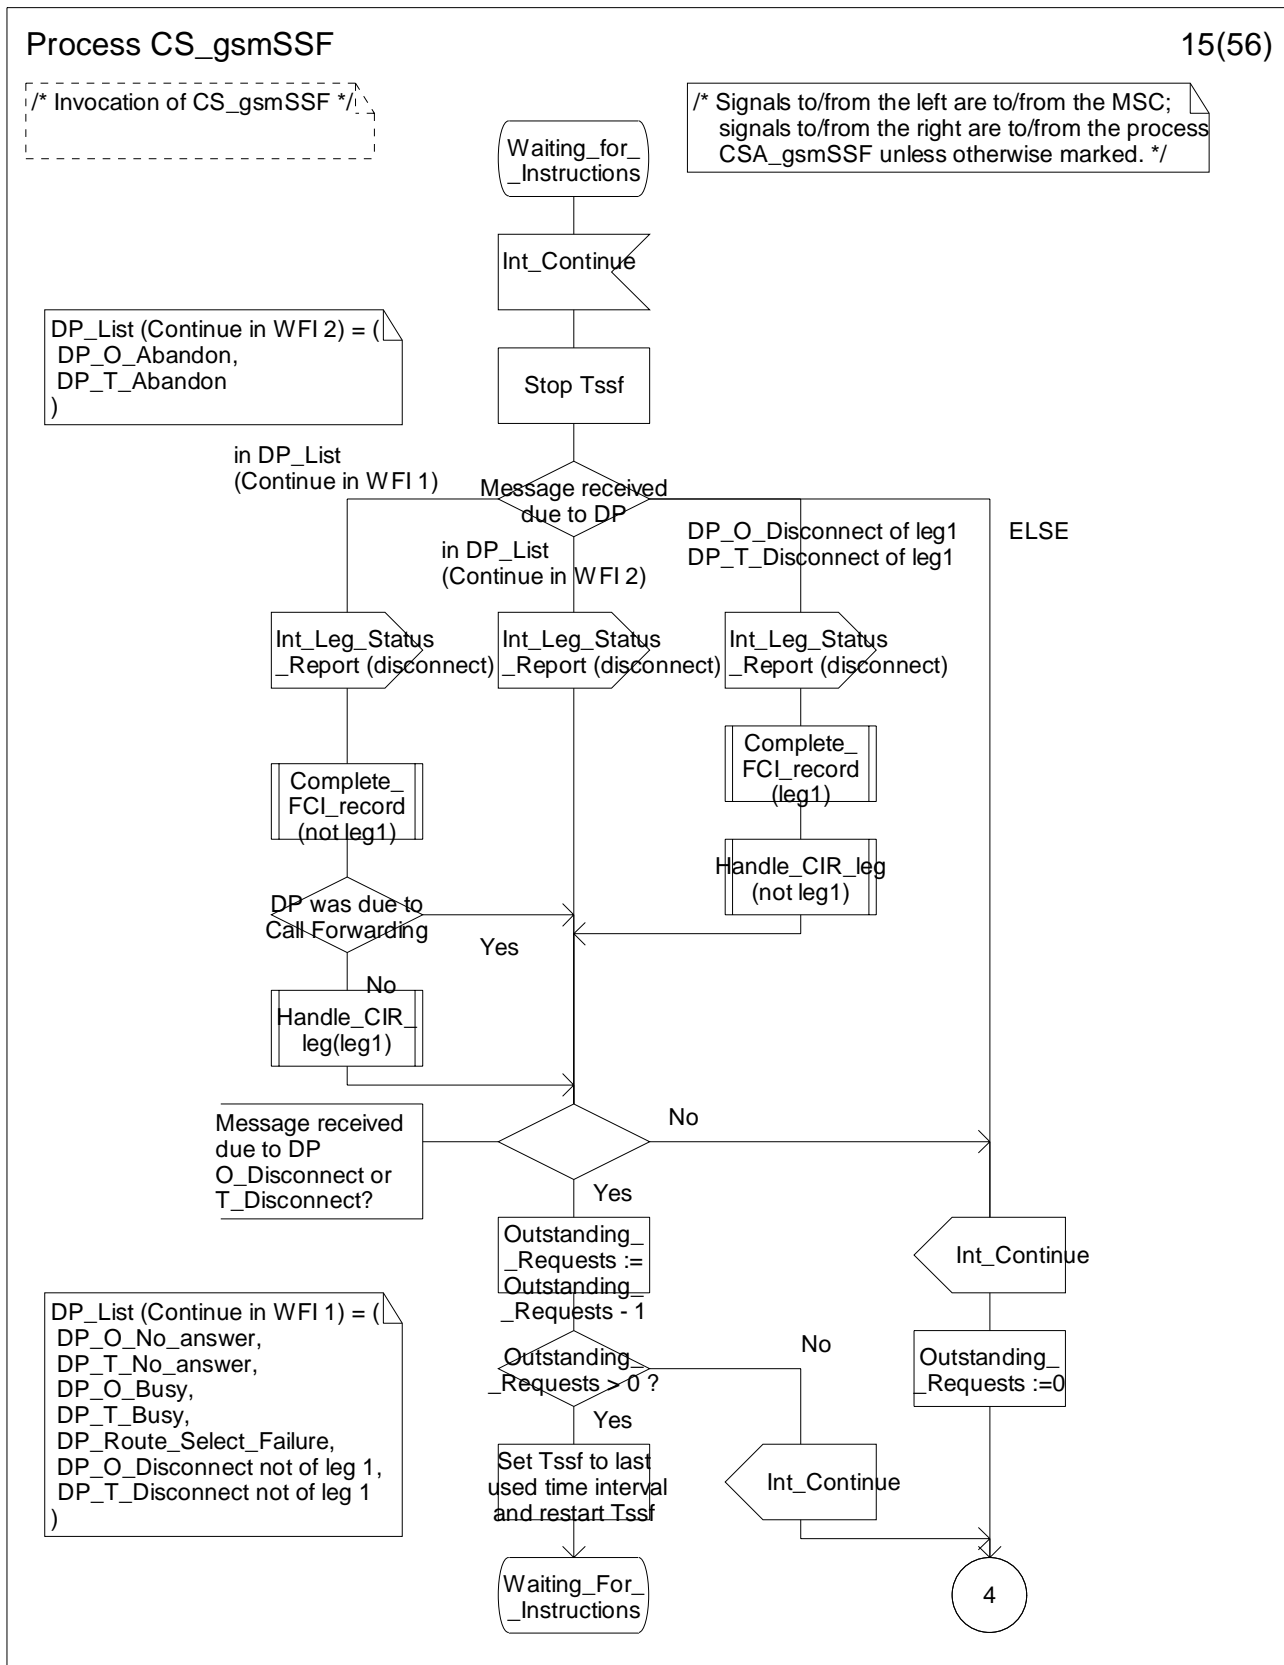 Process CS_gsmSSF
15(56)
/* Invocation of CS_gsmSSF */
/* Signals to/from the left are to/from the MSC;
signals to/from the right are to/from the process
CSA_gsmSSF unless otherwise marked. */
Waiting_for_
_Instructions
Int_Continue
DP_List (Continue in WFI 2) = (
DP_O_Abandon,
DP_T_Abandon
)
Stop Tssf
in DP_List
(Continue in WFI 1)
Message received
due to DP
in DP_List
(Continue in WFI 2)
DP_O_Disconnect of leg1
DP_T_Disconnect of leg1
ELSE
Int_Leg_Status
_Report (disconnect)
Int_Leg_Status
_Report (disconnect)
Int_Leg_Status
_Report (disconnect)
Complete_
FCI_record
(not leg1)
Complete_
FCI_record
(leg1)
Handle_CIR_leg
(not leg1)
DP was due to
Call Forwarding
Yes
No
Handle_CIR_
leg(leg1)
Message received
due to DP
O_Disconnect or
T_Disconnect?
No
Yes
Outstanding_
_Requests :=
Outstanding_
_Requests - 1
Int_Continue
DP_List (Continue in WFI 1) = (
DP_O_No_answer,
DP_T_No_answer,
DP_O_Busy,
DP_T_Busy,
DP_Route_Select_Failure,
DP_O_Disconnect not of leg 1,
DP_T_Disconnect not of leg 1
)
Outstanding_
_Requests > 0 ?
No
Yes
Outstanding_
_Requests :=0
Set Tssf to last
used time interval
and restart Tssf
Int_Continue
Waiting_For_
_Instructions
4